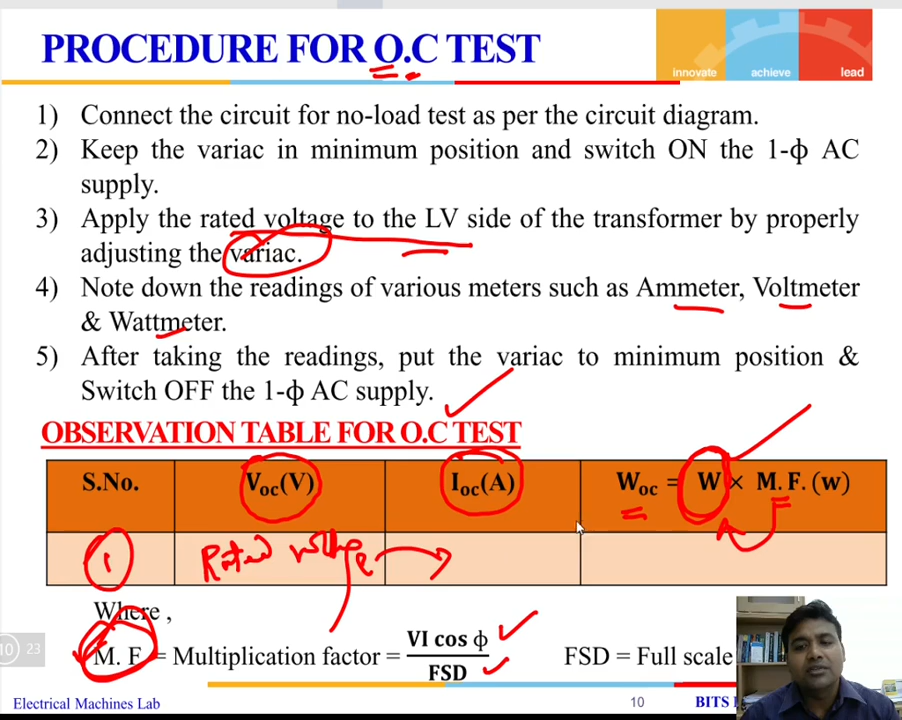 PROCEDURE FOR O.C TEST
innovate achieve lead
1) Connect the circuit for no-load test as per the circuit diagram.
2) Keep the variac in minimum position and switch ON the 1-ϕ AC
supply.
3) Apply the rated voltage to the LV side of the transformer by properly
adjusting the variac.
4) Note down the readings of various meters such as Ammeter, Voltmeter
& Wattmeter.
5) After taking the readings, put the variac to minimum position &
Switch OFF the 1-ϕ AC supply.
OBSERVATION TABLE FOR O.C TEST
S.No. V_oc(V) I_oc(A) W_oc = W × M. F. (w)
1 Rated voltage
Where ,
M. F = Multiplication factor = VI cos ϕ / FSD FSD = Full scale
10 23
Electrical Machines Lab 10 BITS